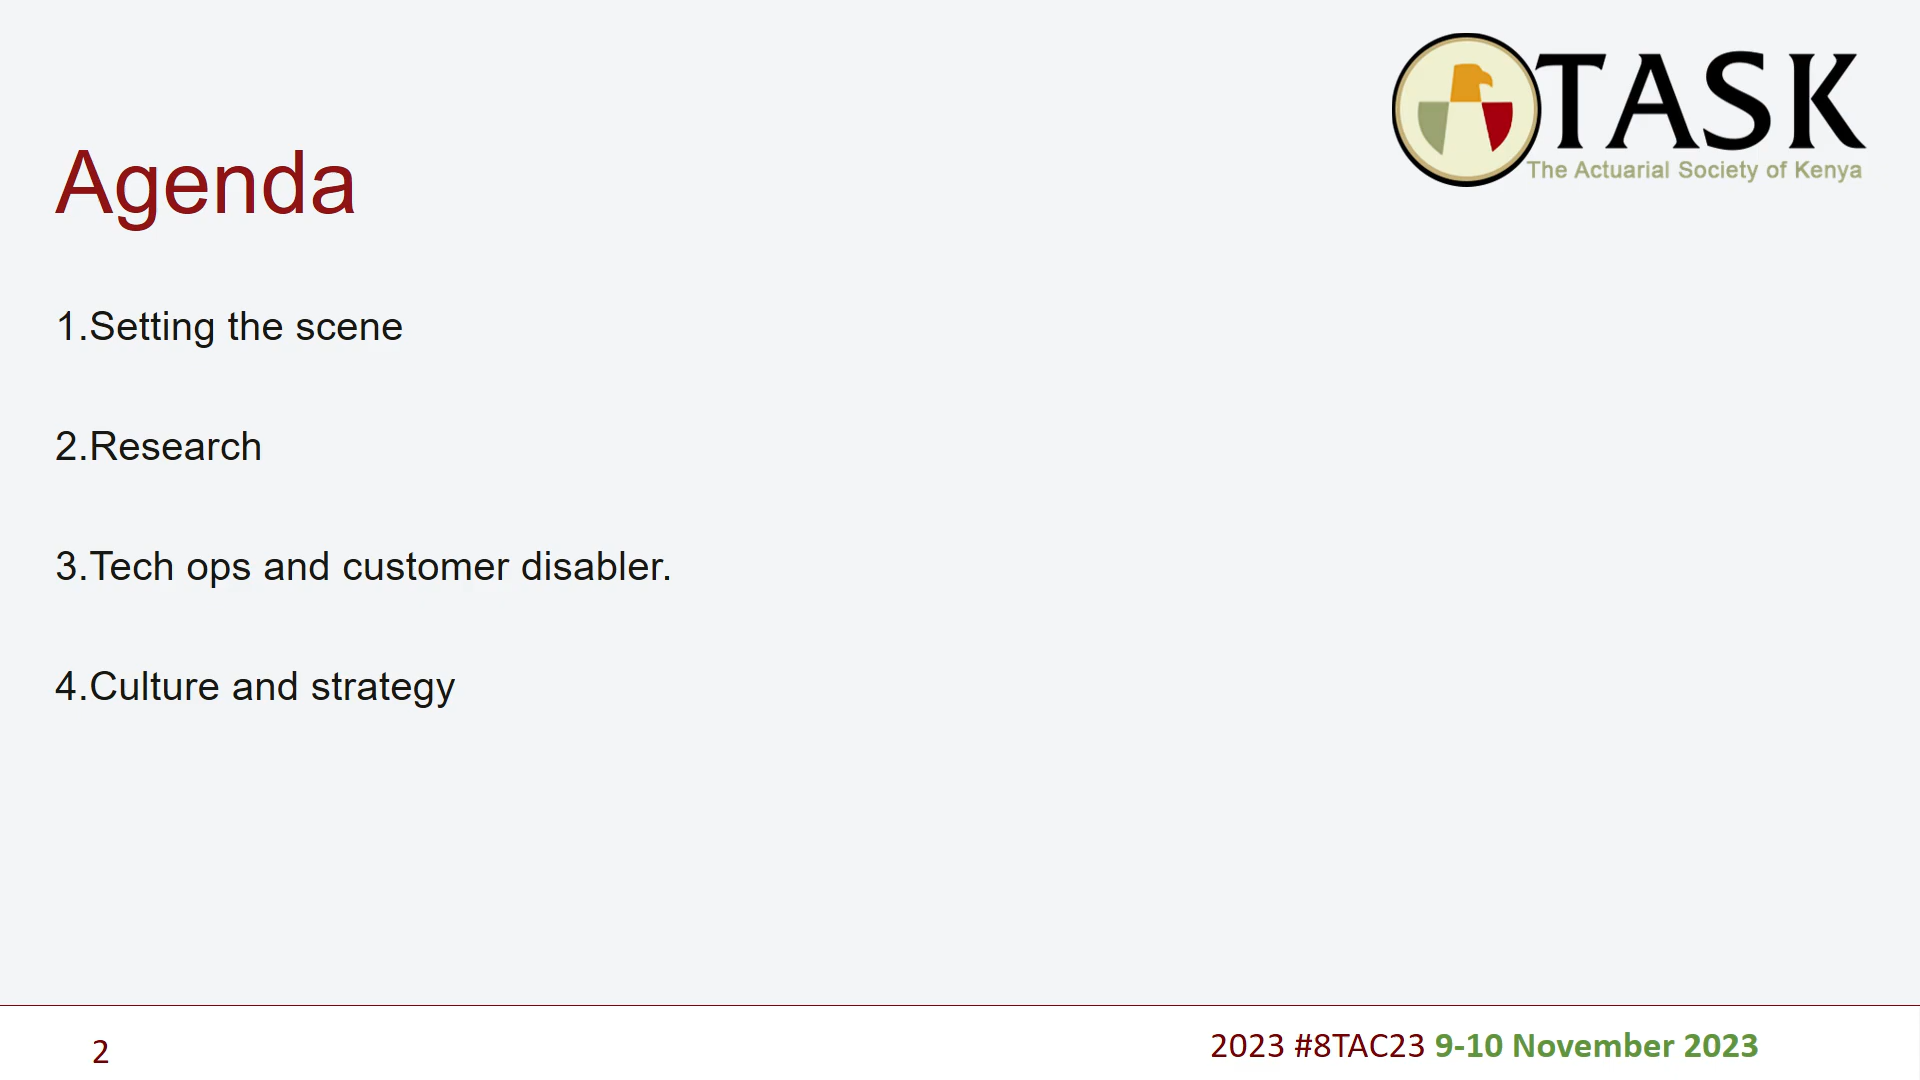 TASK
The Actuarial Society of Kenya
Agenda
1.Setting the scene
2.Research
3.Tech ops and customer disabler.
4.Culture and strategy
2
2023 #8TAC23 9-10 November 2023